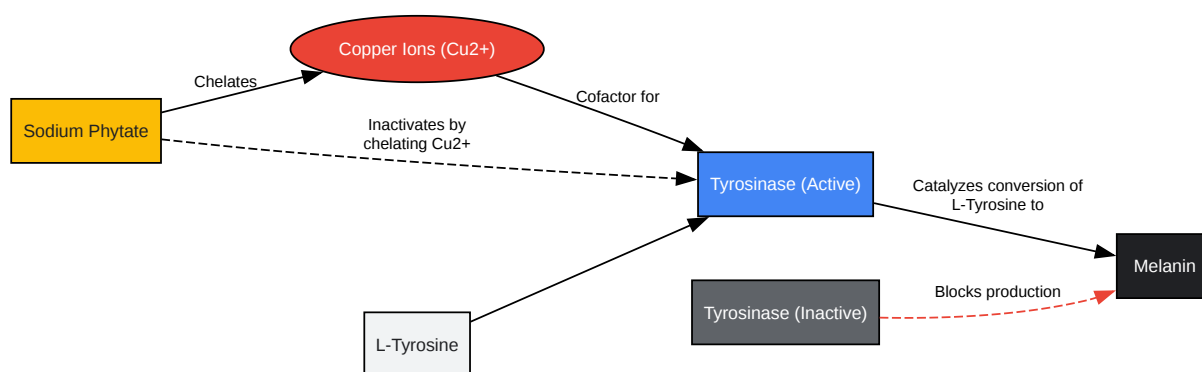 Copper Ions (Cu2+)
Chelates
Cofactor for
Sodium Phytate
Inactivates by
chelating Cu2+
Tyrosinase (Active)
Catalyzes conversion of
L-Tyrosine to
Melanin
Blocks production
Tyrosinase (Inactive)
L-Tyrosine